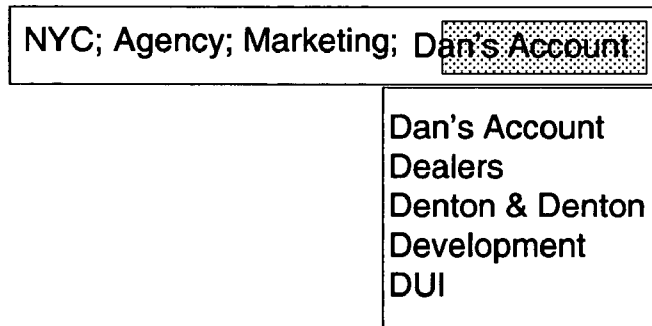 NYC; Agency; Marketing; Dan's Account
Dan's Account
Dealers
Denton & Denton
Development
DUI